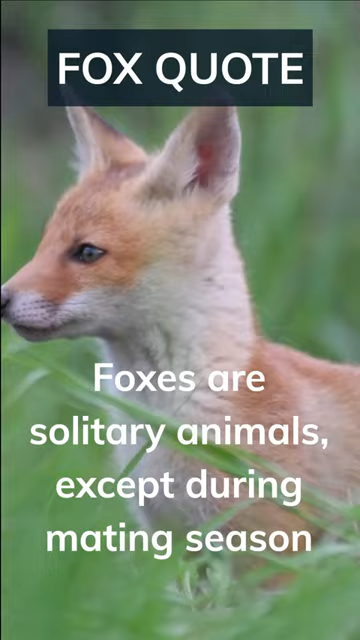 FOX QUOTE
Foxes are
solitary animals,
except during
mating season